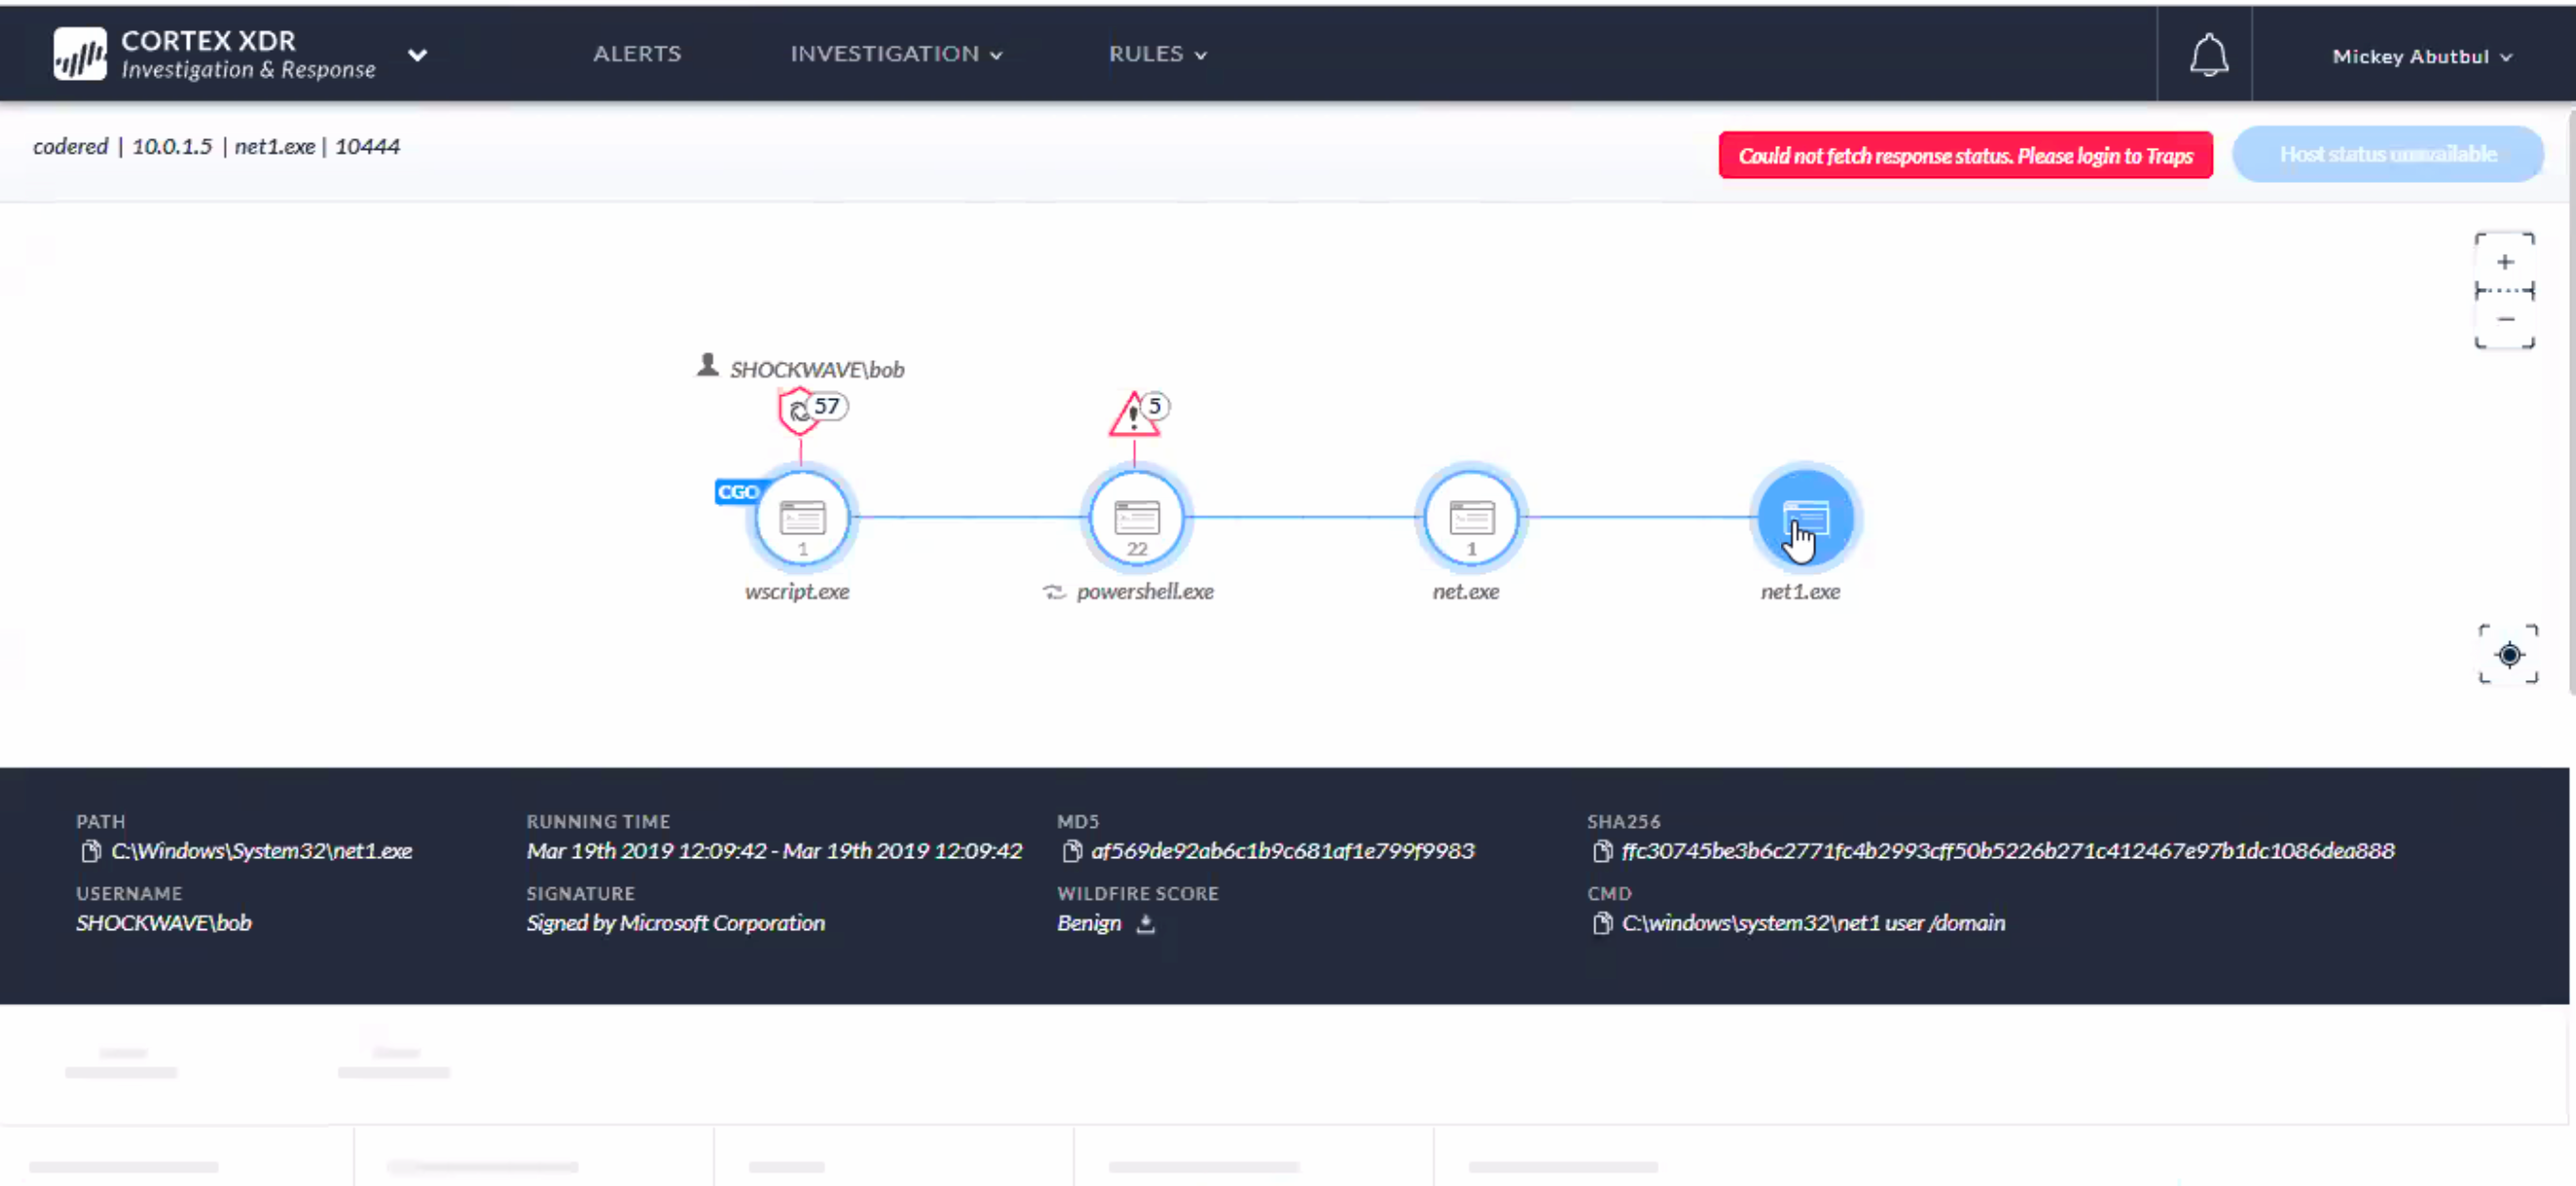 CORTEX XDR
Investigation & Response
ALERTS
INVESTIGATION
RULES
Mickey Abutbul
codered | 10.0.1.5 | net1.exe | 10444
Could not fetch response status. Please login to Traps
Host status unavailable
SHOCKWAVE\bob
57
5
CGO
1
22
1
wscript.exe
powershell.exe
net.exe
net1.exe
PATH
C:\Windows\System32\net1.exe
RUNNING TIME
Mar 19th 2019 12:09:42 - Mar 19th 2019 12:09:42
MD5
af569de92ab6c1b9c681af1e799f9983
SHA256
ffc30745be3b6c2771fc4b2993cff50b5226b271c412467e97b1dc1086dea888
USERNAME
SHOCKWAVE\bob
SIGNATURE
Signed by Microsoft Corporation
WILDFIRE SCORE
Benign
CMD
C:\windows\system32\net1 user /domain